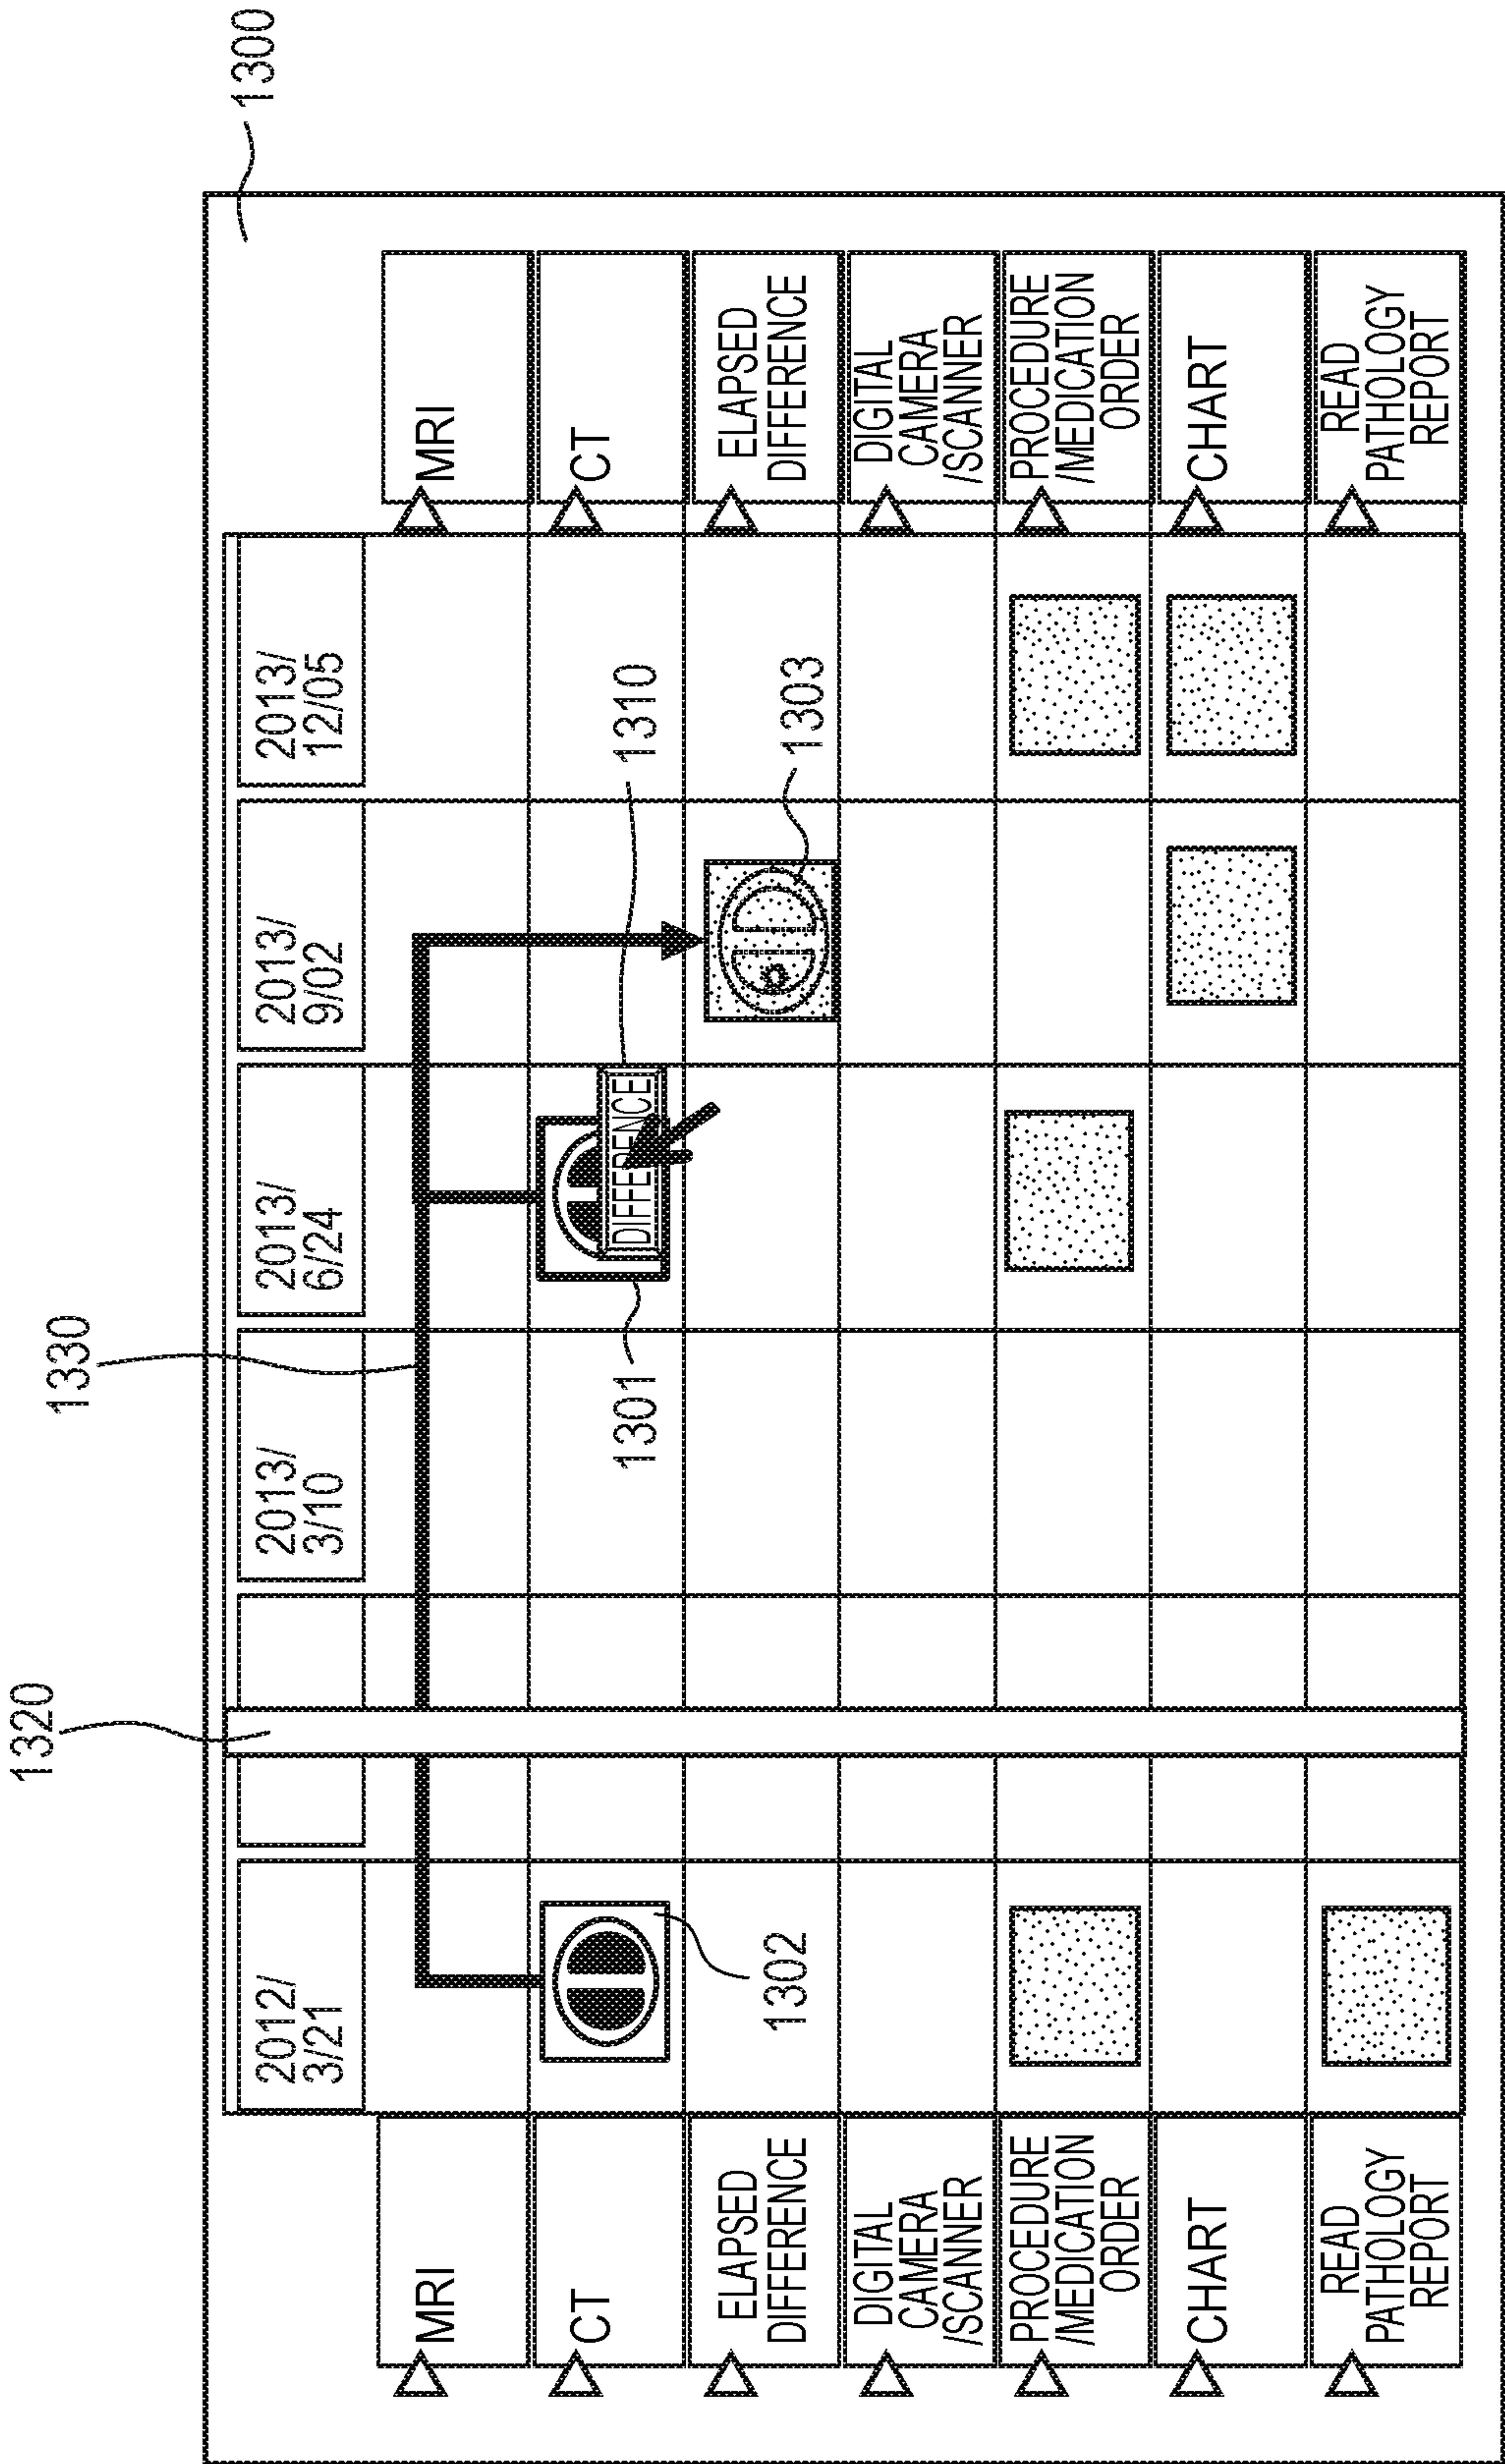 1320
1330
1300
2012/
3/21
2013/
3/10
2013/
6/24
2013/
9/02
2013/
12/05
MRI
MRI
CT
1301
DIFFERENCE
1310
CT
ELAPSED
DIFFERENCE
1302
1303
ELAPSED
DIFFERENCE
DIGITAL
CAMERA
/SCANNER
DIGITAL
CAMERA
/SCANNER
PROCEDURE
/MEDICATION
ORDER
PROCEDURE
/MEDICATION
ORDER
CHART
CHART
READ
PATHOLOGY
REPORT
READ
PATHOLOGY
REPORT